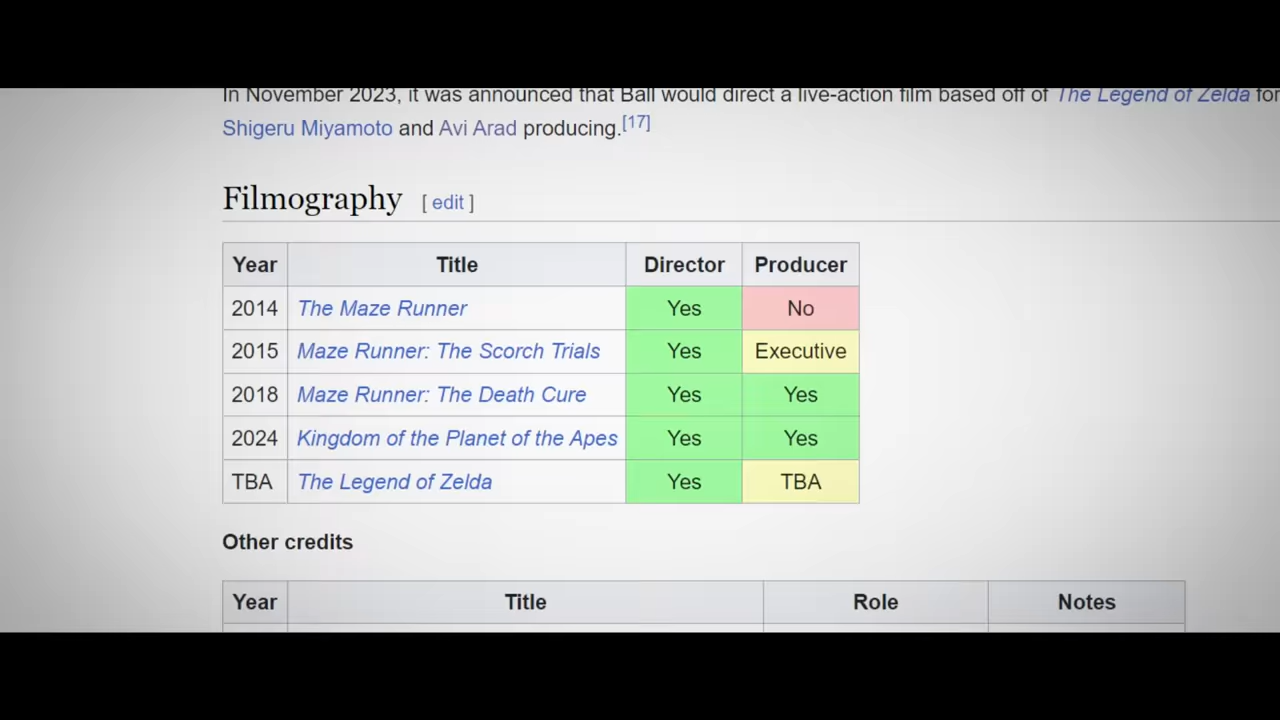 In November 2023, it was announced that Ball would direct a live-action film based off of The Legend of Zelda for
Shigeru Miyamoto and Avi Arad producing.[17]
Filmography [ edit ]
Year Title Director Producer
2014 The Maze Runner Yes No
2015 Maze Runner: The Scorch Trials Yes Executive
2018 Maze Runner: The Death Cure Yes Yes
2024 Kingdom of the Planet of the Apes Yes Yes
TBA The Legend of Zelda Yes TBA
Other credits
Year Title Role Notes